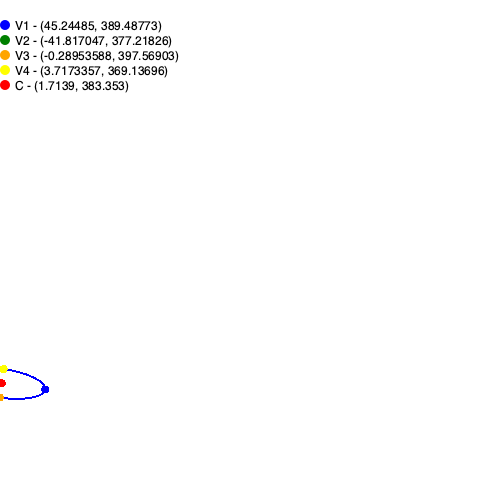 V1 - (45.24485, 389.48773)
V2 - (-41.817047, 377.21826)
V3 - (-0.28953588, 397.56903)
V4 - (3.7173357, 369.13696)
C - (1.7139, 383.353)